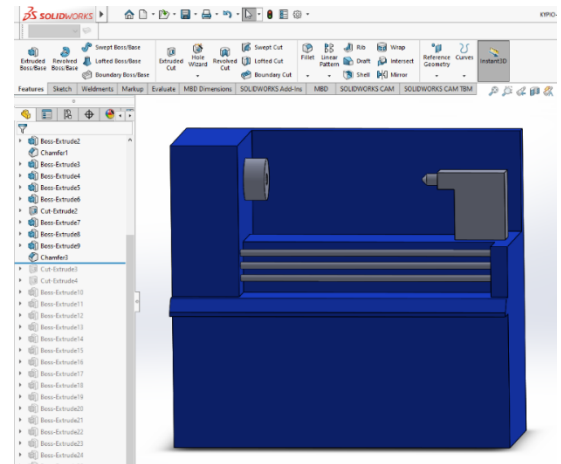 SOLIDWORKS
Extruded Boss/Base
Revolved Boss/Base
Swept Boss/Base
Lofted Boss/Base
Boundary Boss/Base
Extruded Cut
Hole Wizard
Revolved Cut
Swept Cut
Lofted Cut
Boundary Cut
Fillet
Linear Pattern
Rib
Draft
Shell
Wrap
Intersect
Mirror
Reference Geometry
Curves
Instant3D
Features Sketch Weldments Markup Evaluate MBD Dimensions SOLIDWORKS Add-Ins MBD SOLIDWORKS CAM SOLIDWORKS CAM TBM
Boss-Extrude2
Chamfer1
Boss-Extrude3
Boss-Extrude4
Boss-Extrude5
Boss-Extrude6
Cut-Extrude2
Boss-Extrude7
Boss-Extrude8
Boss-Extrude9
Chamfer3
Cut-Extrude3
Cut-Extrude4
Boss-Extrude10
Boss-Extrude11
Boss-Extrude12
Boss-Extrude13
Boss-Extrude14
Boss-Extrude15
Boss-Extrude16
Boss-Extrude17
Boss-Extrude18
Boss-Extrude19
Boss-Extrude20
Boss-Extrude21
Boss-Extrude22
Boss-Extrude23
Boss-Extrude24